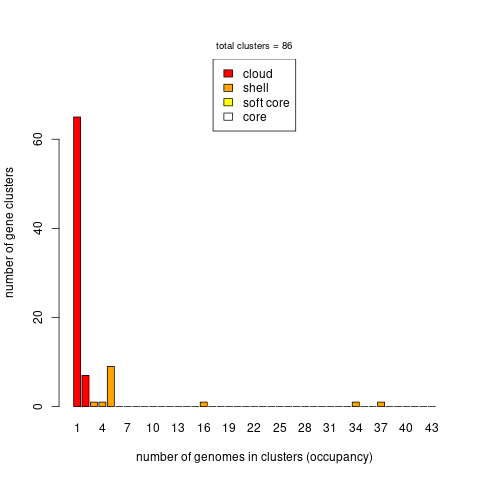 total clusters = 86
cloud
shell
soft core
core
number of gene clusters
60
40
20
0
1 4 7 10 13 16 19 22 25 28 31 34 37 40 43
number of genomes in clusters (occupancy)